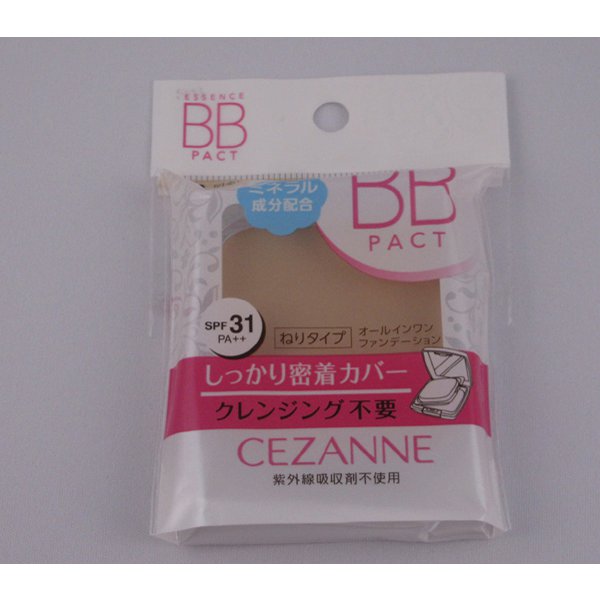 ESSENCE
BB
PACT
ミネラル
成分配合
BB
PACT
SPF 31
PA++
ねりタイプ
オールインワン
ファンデーション
しっかり密着カバー
クレンジング不要
CEZANNE
紫外線吸収剤不使用